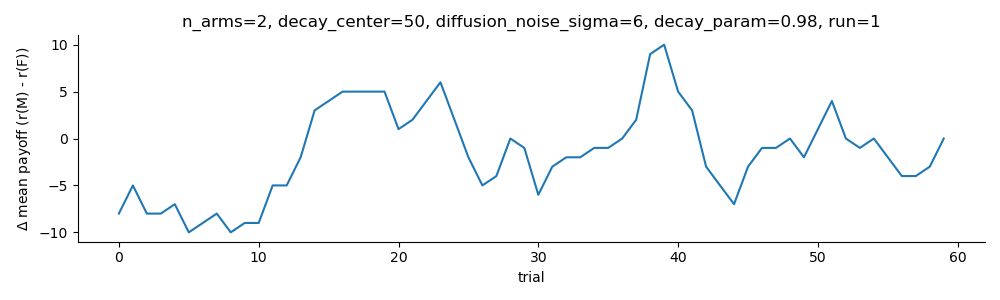 n_arms=2, decay_center=50, diffusion_noise_sigma=6, decay_param=0.98, run=1
Δ mean payoff (r(M) - r(F))
10
5
0
−5
−10
0 10 20 30 40 50 60
trial